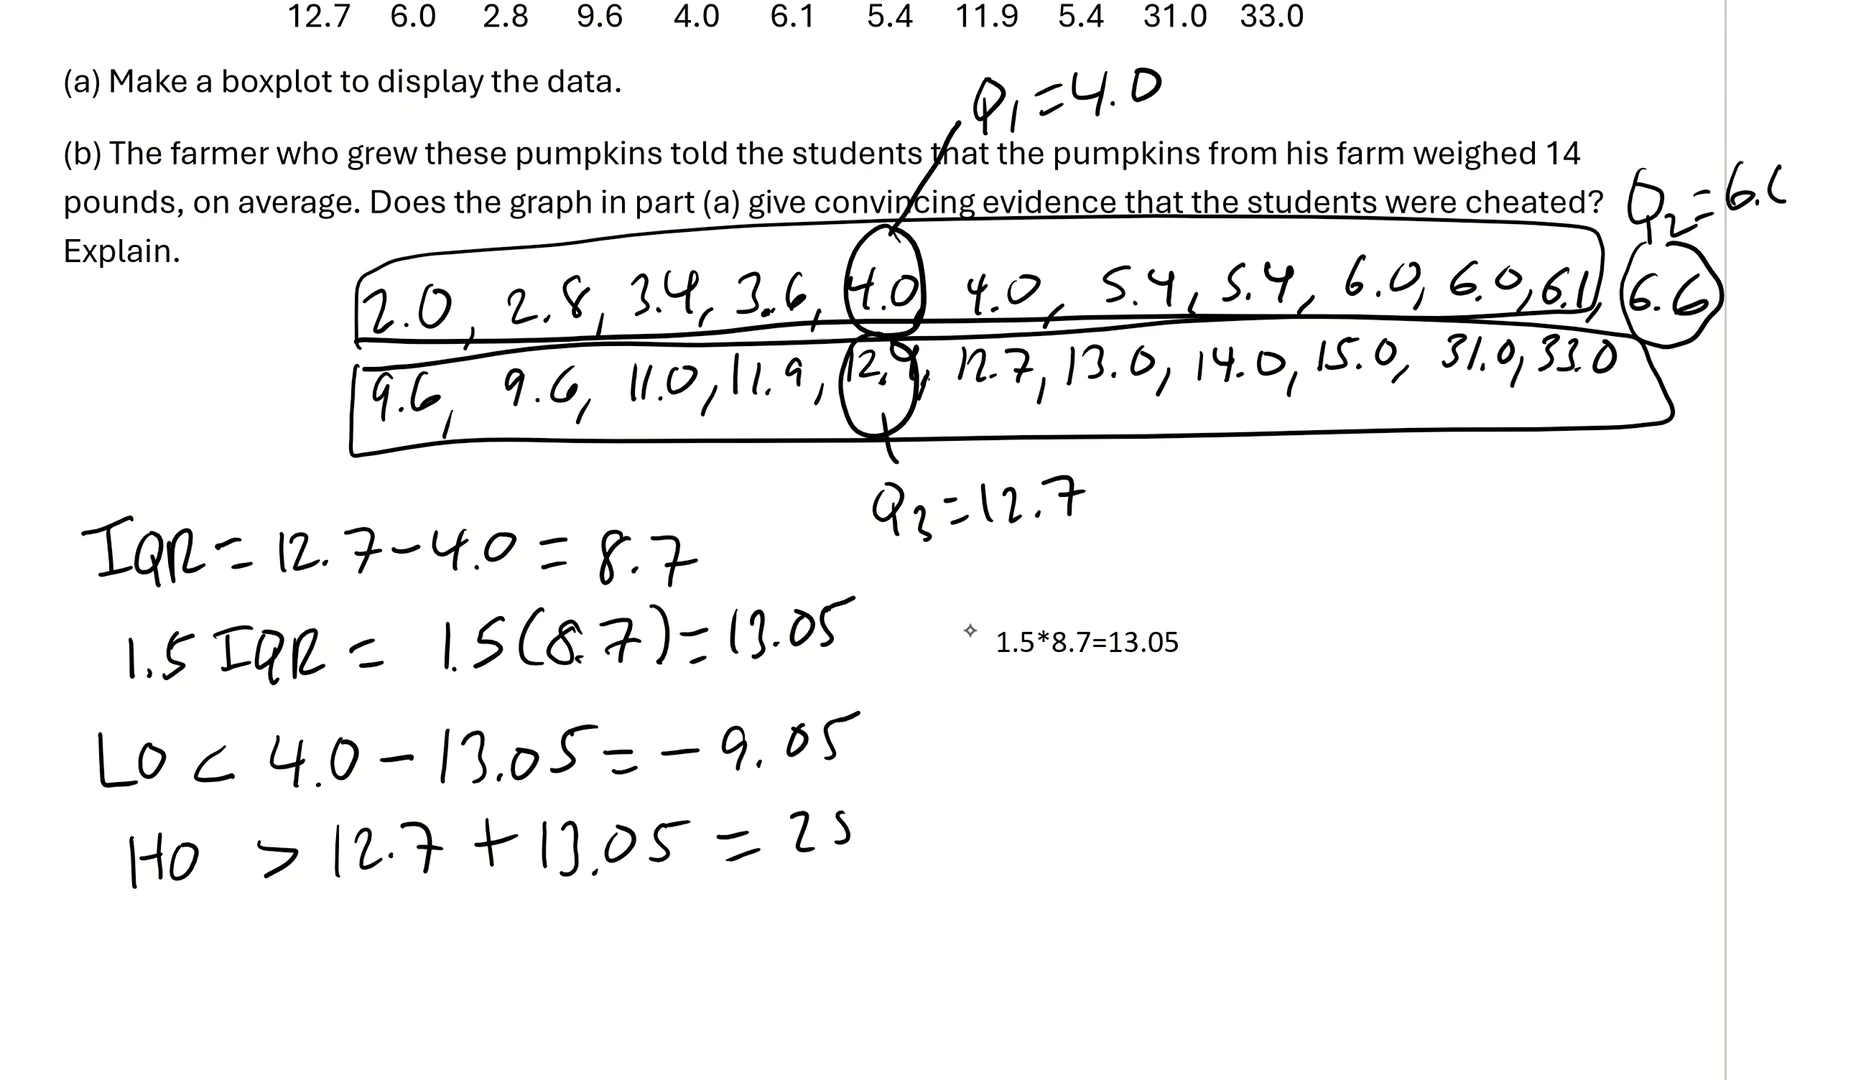 12.7 6.0 2.8 9.6 4.0 6.1 5.4 11.9 5.4 31.0 33.0
(a) Make a boxplot to display the data.
Q1=4.0
(b) The farmer who grew these pumpkins told the students that the pumpkins from his farm weighed 14
pounds, on average. Does the graph in part (a) give convincing evidence that the students were cheated?
Q2=6.6
Explain.
2.0, 2.8, 3.4, 3.6, 4.0 4.0, 5.4, 5.4, 6.0, 6.0, 6.1, 6.6
9.6, 9.6, 11.0, 11.9, 12.9, 12.7, 13.0, 14.0, 15.0, 31.0, 33.0
Q3=12.7
IQR = 12.7-4.0 = 8.7
1.5 IQR = 1.5(8.7)=13.05
1.5*8.7=13.05
LO < 4.0-13.05=-9.05
HO > 12.7+13.05 = 25